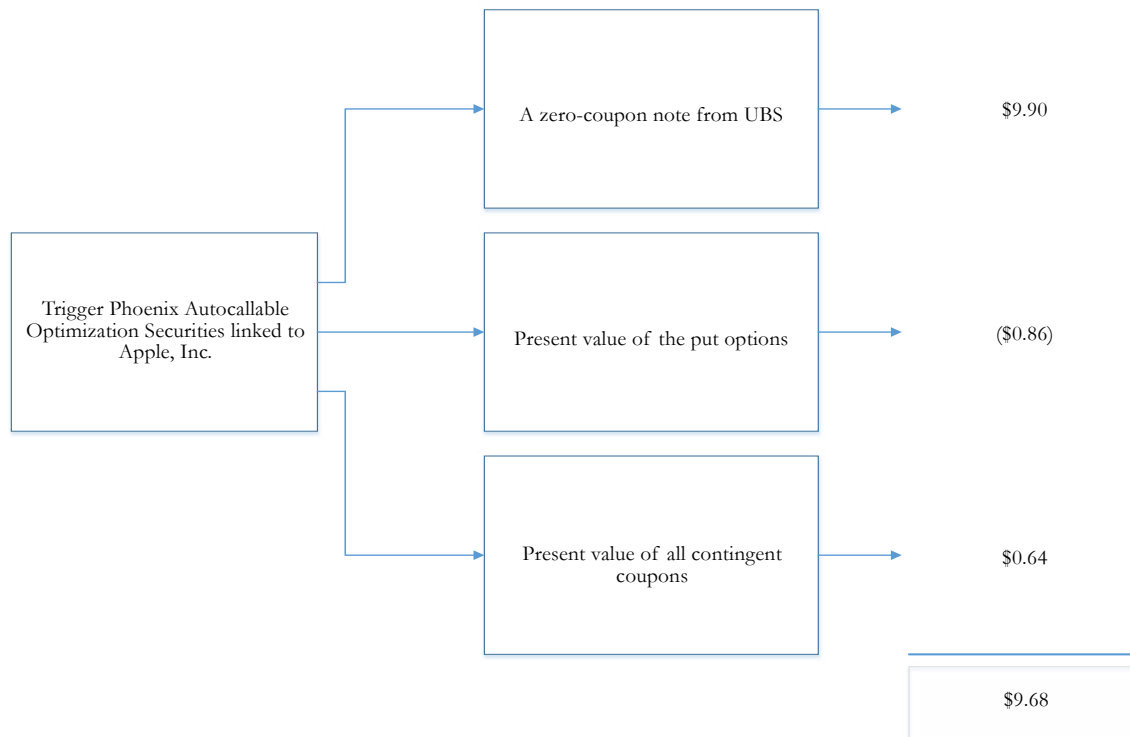 A zero-coupon note from UBS
$9.90
Trigger Phoenix Autocallable
Optimization Securities linked to
Apple, Inc.
Present value of the put options
($0.86)
Present value of all contingent
coupons
$0.64
$9.68